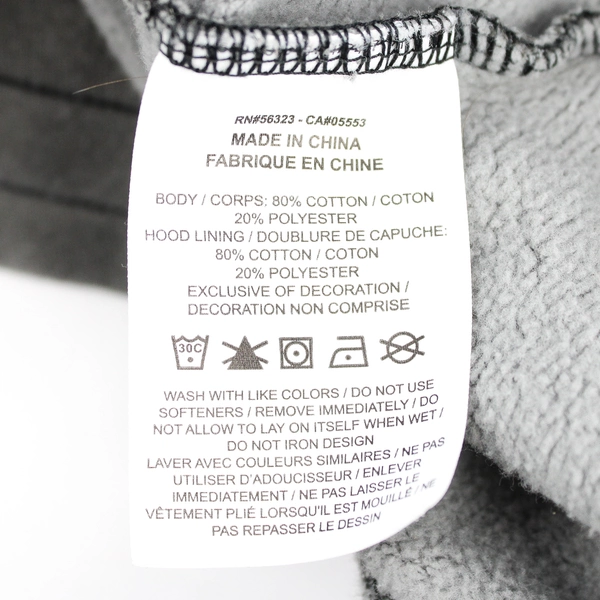 RN#56323 - CA#05553
MADE IN CHINA
FABRIQUE EN CHINE
BODY / CORPS: 80% COTTON / COTON
20% POLYESTER
HOOD LINING / DOUBLURE DE CAPUCHE:
80% COTTON / COTON
20% POLYESTER
EXCLUSIVE OF DECORATION /
DECORATION NON COMPRISE
30C
WASH WITH LIKE COLORS / DO NOT USE
SOFTENERS / REMOVE IMMEDIATELY / DO
NOT ALLOW TO LAY ON ITSELF WHEN WET /
DO NOT IRON DESIGN
LAVER AVEC COULEURS SIMILAIRES / NE PAS
UTILISER D'ADOUCISSEUR / ENLEVER
IMMEDIATEMENT / NE PAS LAISSER LE
VÊTEMENT PLIÉ LORSQU'IL EST MOUILLÉ / NE
PAS REPASSER LE DESSIN